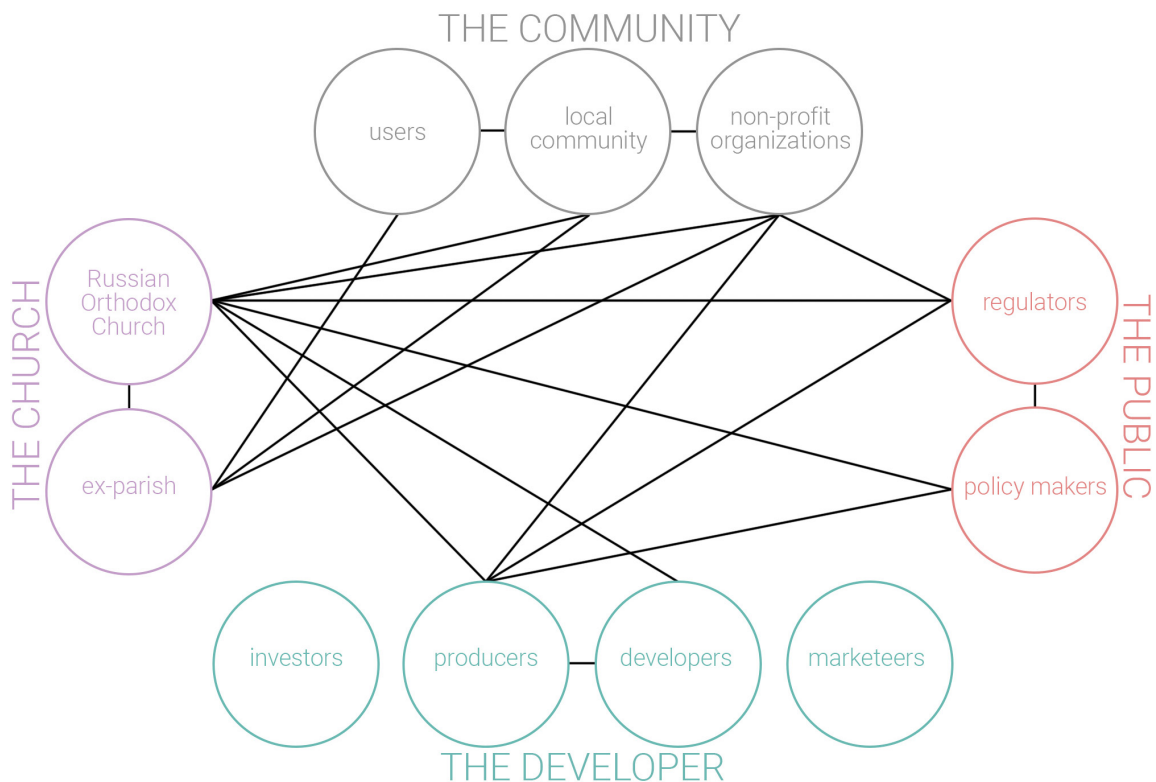 THE COMMUNITY
users
local
community
non-profit
organizations
THE CHURCH
Russian
Orthodox
Church
ex-parish
regulators
policy makers
THE PUBLIC
investors
producers
developers
marketeers
THE DEVELOPER